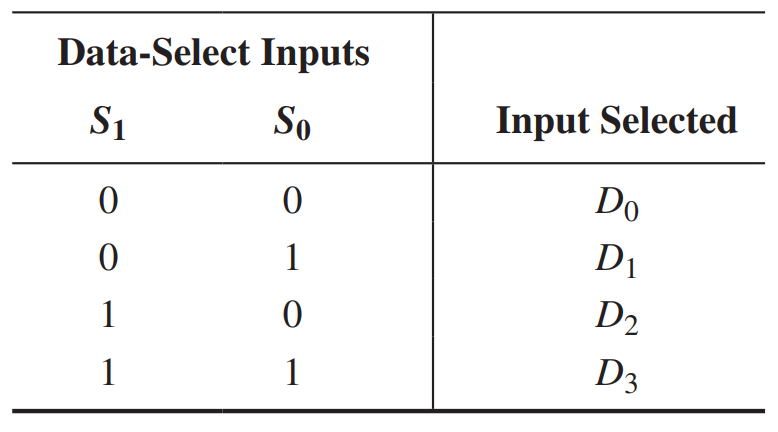 Data-Select Inputs
S₁ S₀ Input Selected
0 0 D₀
0 1 D₁
1 0 D₂
1 1 D₃